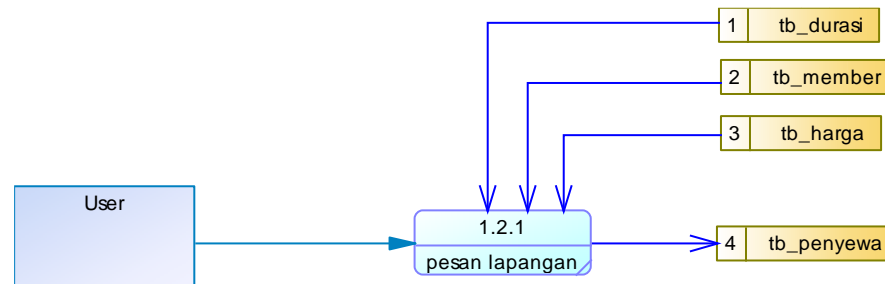 1 tb_durasi
2 tb_member
3 tb_harga
User
1.2.1
pesan lapangan
4 tb_penyewa